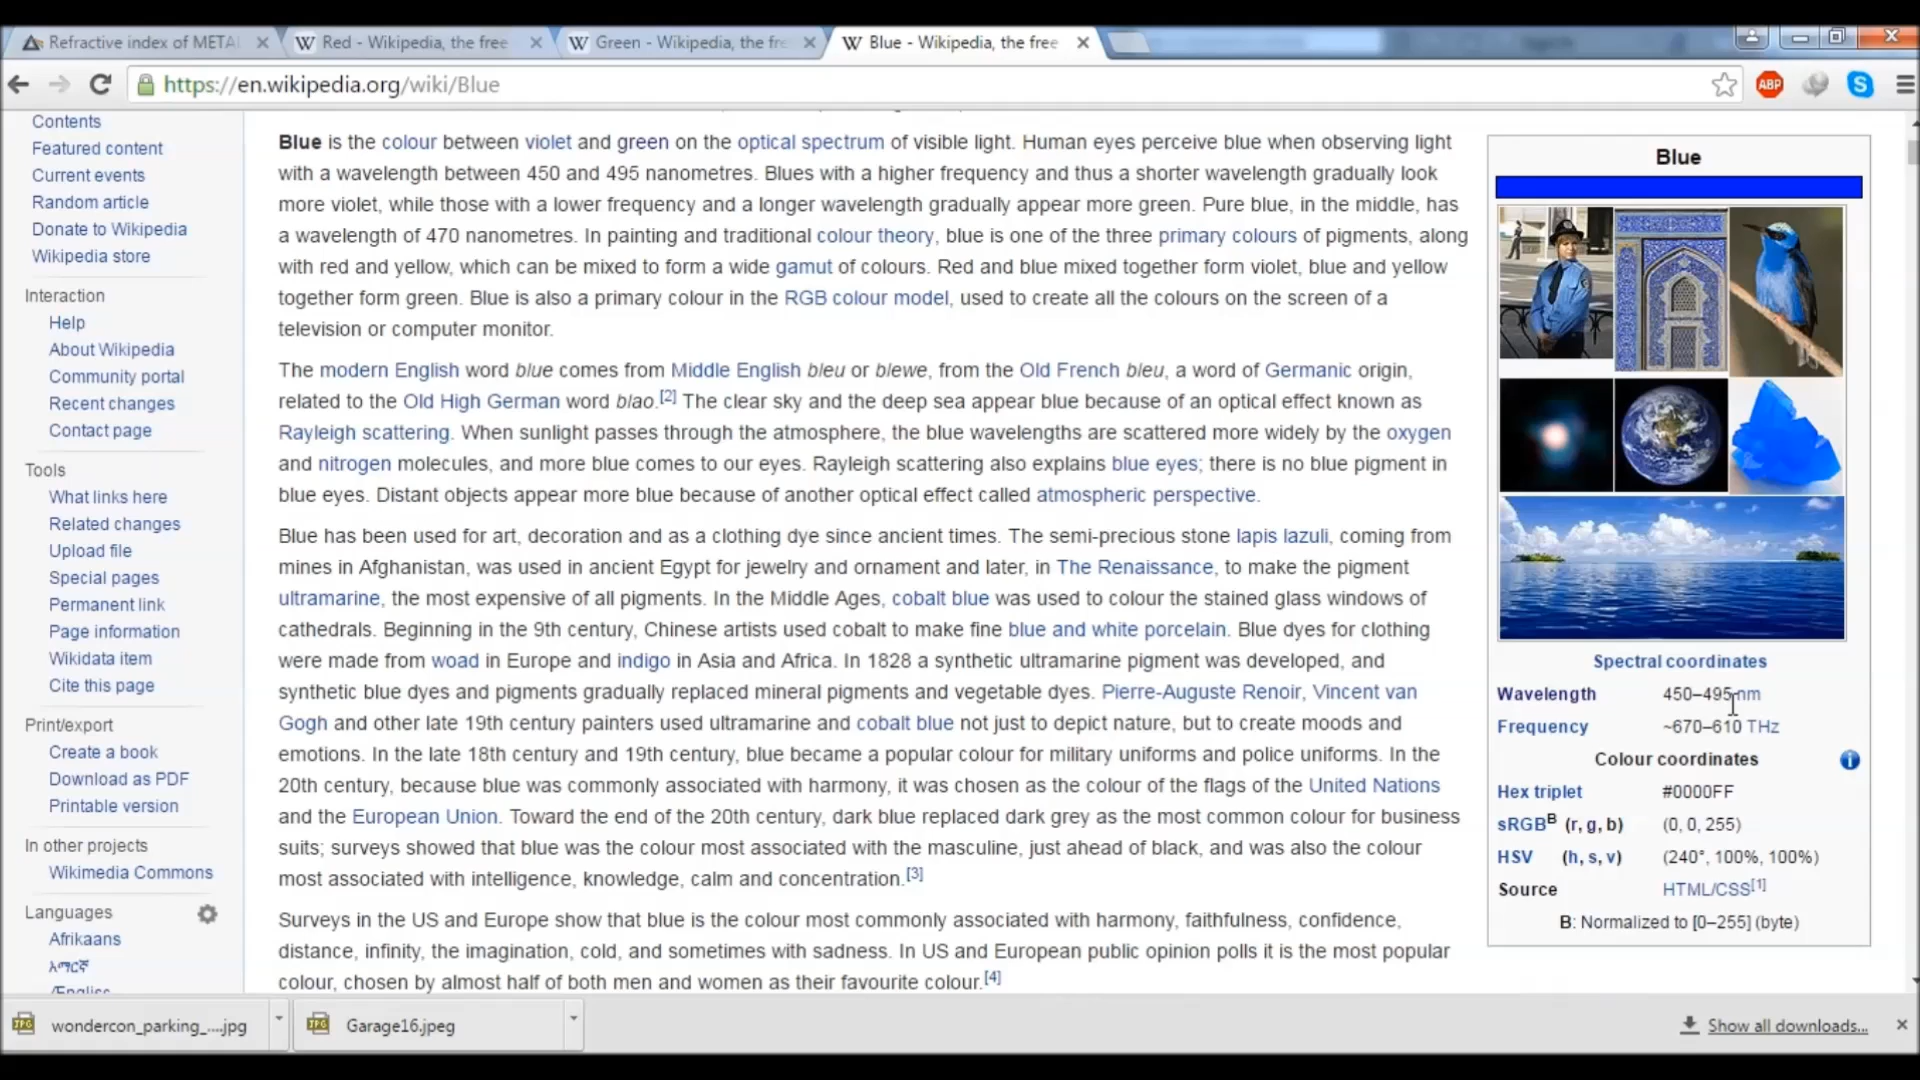 Refractive index of META
Red - Wikipedia, the free
Green - Wikipedia, the fre
Blue - Wikipedia, the free
https://en.wikipedia.org/wiki/Blue
ABP
Contents
Featured content
Current events
Random article
Donate to Wikipedia
Wikipedia store
Interaction
Help
About Wikipedia
Community portal
Recent changes
Contact page
Tools
What links here
Related changes
Upload file
Special pages
Permanent link
Page information
Wikidata item
Cite this page
Print/export
Create a book
Download as PDF
Printable version
In other projects
Wikimedia Commons
Languages
Afrikaans
አማርኛ
Ænglisc
Blue is the colour between violet and green on the optical spectrum of visible light. Human eyes perceive blue when observing light
with a wavelength between 450 and 495 nanometres. Blues with a higher frequency and thus a shorter wavelength gradually look
more violet, while those with a lower frequency and a longer wavelength gradually appear more green. Pure blue, in the middle, has
a wavelength of 470 nanometres. In painting and traditional colour theory, blue is one of the three primary colours of pigments, along
with red and yellow, which can be mixed to form a wide gamut of colours. Red and blue mixed together form violet, blue and yellow
together form green. Blue is also a primary colour in the RGB colour model, used to create all the colours on the screen of a
television or computer monitor.
The modern English word blue comes from Middle English bleu or blewe, from the Old French bleu, a word of Germanic origin,
related to the Old High German word blao.[2] The clear sky and the deep sea appear blue because of an optical effect known as
Rayleigh scattering. When sunlight passes through the atmosphere, the blue wavelengths are scattered more widely by the oxygen
and nitrogen molecules, and more blue comes to our eyes. Rayleigh scattering also explains blue eyes; there is no blue pigment in
blue eyes. Distant objects appear more blue because of another optical effect called atmospheric perspective.
Blue has been used for art, decoration and as a clothing dye since ancient times. The semi-precious stone lapis lazuli, coming from
mines in Afghanistan, was used in ancient Egypt for jewelry and ornament and later, in The Renaissance, to make the pigment
ultramarine, the most expensive of all pigments. In the Middle Ages, cobalt blue was used to colour the stained glass windows of
cathedrals. Beginning in the 9th century, Chinese artists used cobalt to make fine blue and white porcelain. Blue dyes for clothing
were made from woad in Europe and indigo in Asia and Africa. In 1828 a synthetic ultramarine pigment was developed, and
synthetic blue dyes and pigments gradually replaced mineral pigments and vegetable dyes. Pierre-Auguste Renoir, Vincent van
Gogh and other late 19th century painters used ultramarine and cobalt blue not just to depict nature, but to create moods and
emotions. In the late 18th century and 19th century, blue became a popular colour for military uniforms and police uniforms. In the
20th century, because blue was commonly associated with harmony, it was chosen as the colour of the flags of the United Nations
and the European Union. Toward the end of the 20th century, dark blue replaced dark grey as the most common colour for business
suits; surveys showed that blue was the colour most associated with the masculine, just ahead of black, and was also the colour
most associated with intelligence, knowledge, calm and concentration.[3]
Surveys in the US and Europe show that blue is the colour most commonly associated with harmony, faithfulness, confidence,
distance, infinity, the imagination, cold, and sometimes with sadness. In US and European public opinion polls it is the most popular
colour, chosen by almost half of both men and women as their favourite colour.[4]
Blue
Spectral coordinates
Wavelength 450–495 nm
Frequency ~670–610 THz
Colour coordinates
Hex triplet #0000FF
sRGBB (r, g, b) (0, 0, 255)
HSV (h, s, v) (240°, 100%, 100%)
Source HTML/CSS[1]
B: Normalized to [0–255] (byte)
wondercon_parking_....jpg
Garage16.jpeg
Show all downloads...